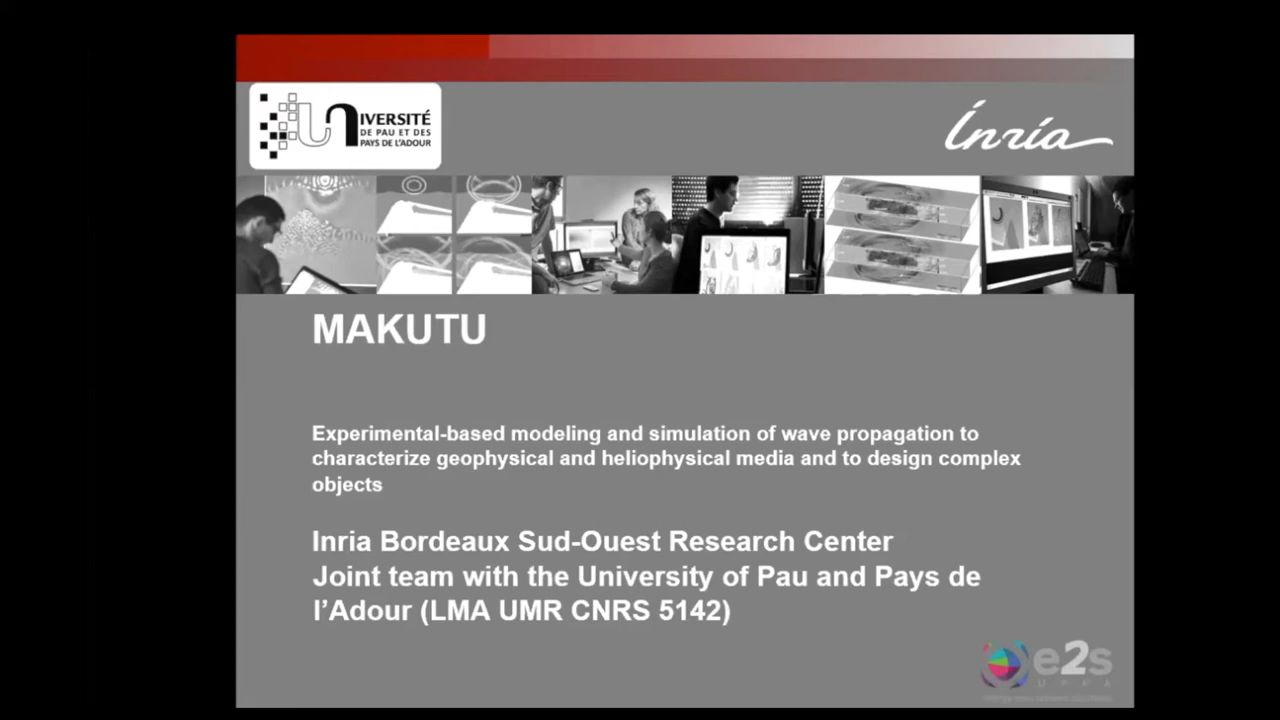 UNIVERSITÉ
DE PAU ET DES
PAYS DE L'ADOUR
Inria
MAKUTU
Experimental-based modeling and simulation of wave propagation to
characterize geophysical and heliophysical media and to design complex
objects
Inria Bordeaux Sud-Ouest Research Center
Joint team with the University of Pau and Pays de
l'Adour (LMA UMR CNRS 5142)
e2s
UPPA